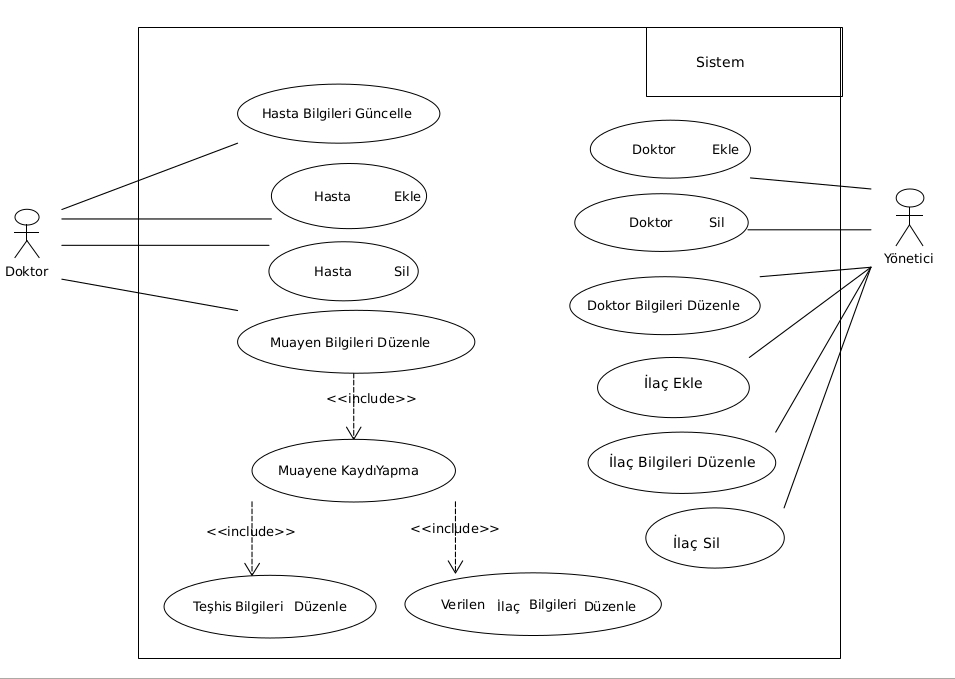 Sistem
Hasta Bilgileri Güncelle
Doktor Ekle
Hasta Ekle
Doktor Sil
Doktor
Yönetici
Hasta Sil
Doktor Bilgileri Düzenle
Muayen Bilgileri Düzenle
İlaç Ekle
<<include>>
İlaç Bilgileri Düzenle
Muayene KaydıYapma
<<include>>
<<include>>
İlaç Sil
Teşhis Bilgileri Düzenle
Verilen İlaç Bilgileri Düzenle